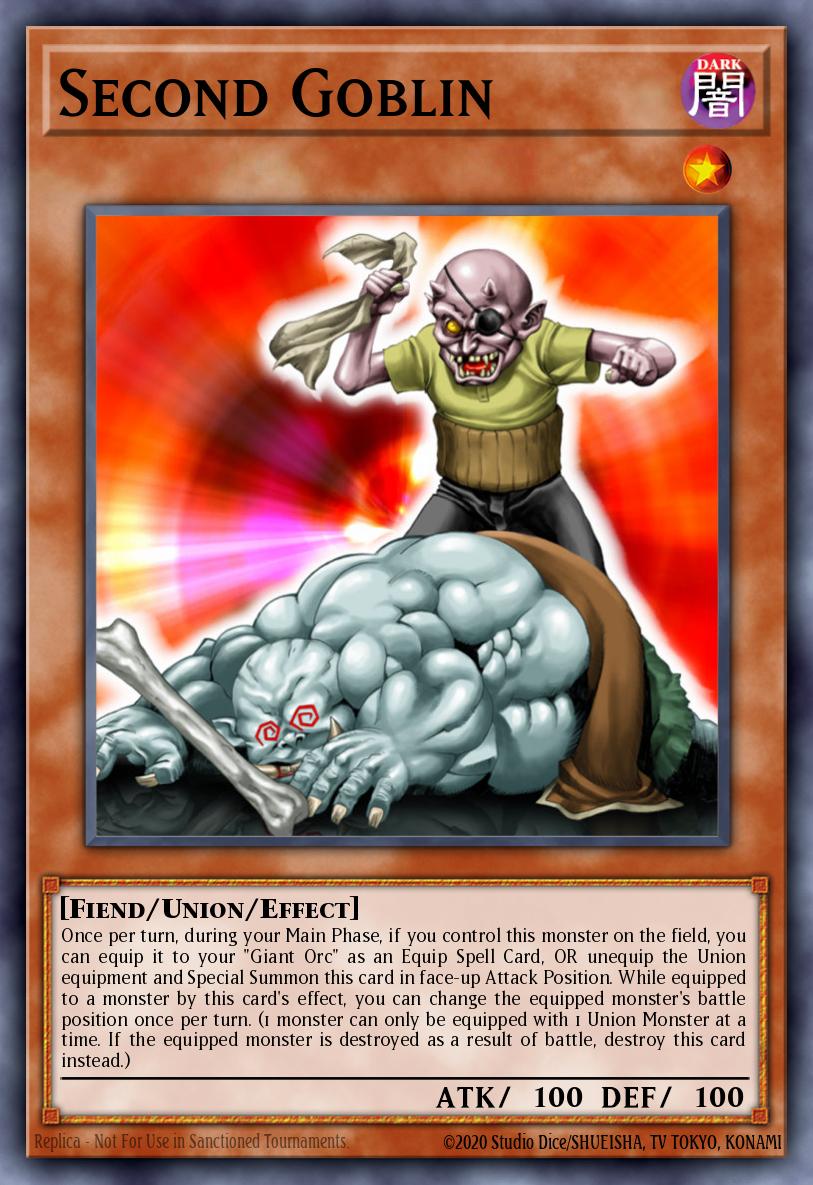 Second Goblin
DARK
闇
[Fiend/Union/Effect]
Once per turn, during your Main Phase, if you control this monster on the field, you
can equip it to your "Giant Orc" as an Equip Spell Card, OR unequip the Union
equipment and Special Summon this card in face-up Attack Position. While equipped
to a monster by this card's effect, you can change the equipped monster's battle
position once per turn. (1 monster can only be equipped with 1 Union Monster at a
time. If the equipped monster is destroyed as a result of battle, destroy this card
instead.)
ATK/ 100 DEF/ 100
Replica - Not For Use in Sanctioned Tournaments. ©2020 Studio Dice/SHUEISHA, TV TOKYO, KONAMI